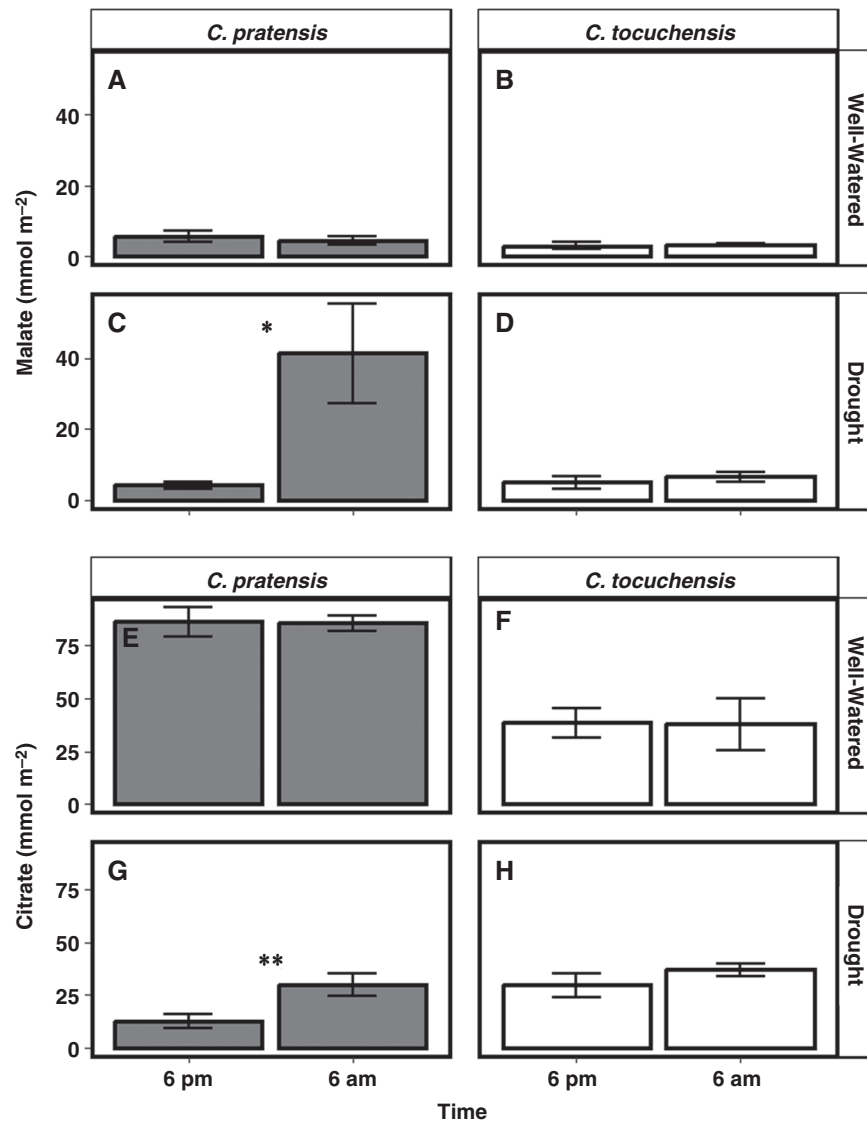 C. pratensis
C. tocuchensis
A
B
Well-Watered
40
20
0
Malate (mmol m−2)
C
*
D
Drought
40
20
0
C. pratensis
C. tocuchensis
E
F
Well-Watered
75
50
25
0
Citrate (mmol m−2)
G
**
H
Drought
75
50
25
0
6 pm
6 am
6 pm
6 am
Time